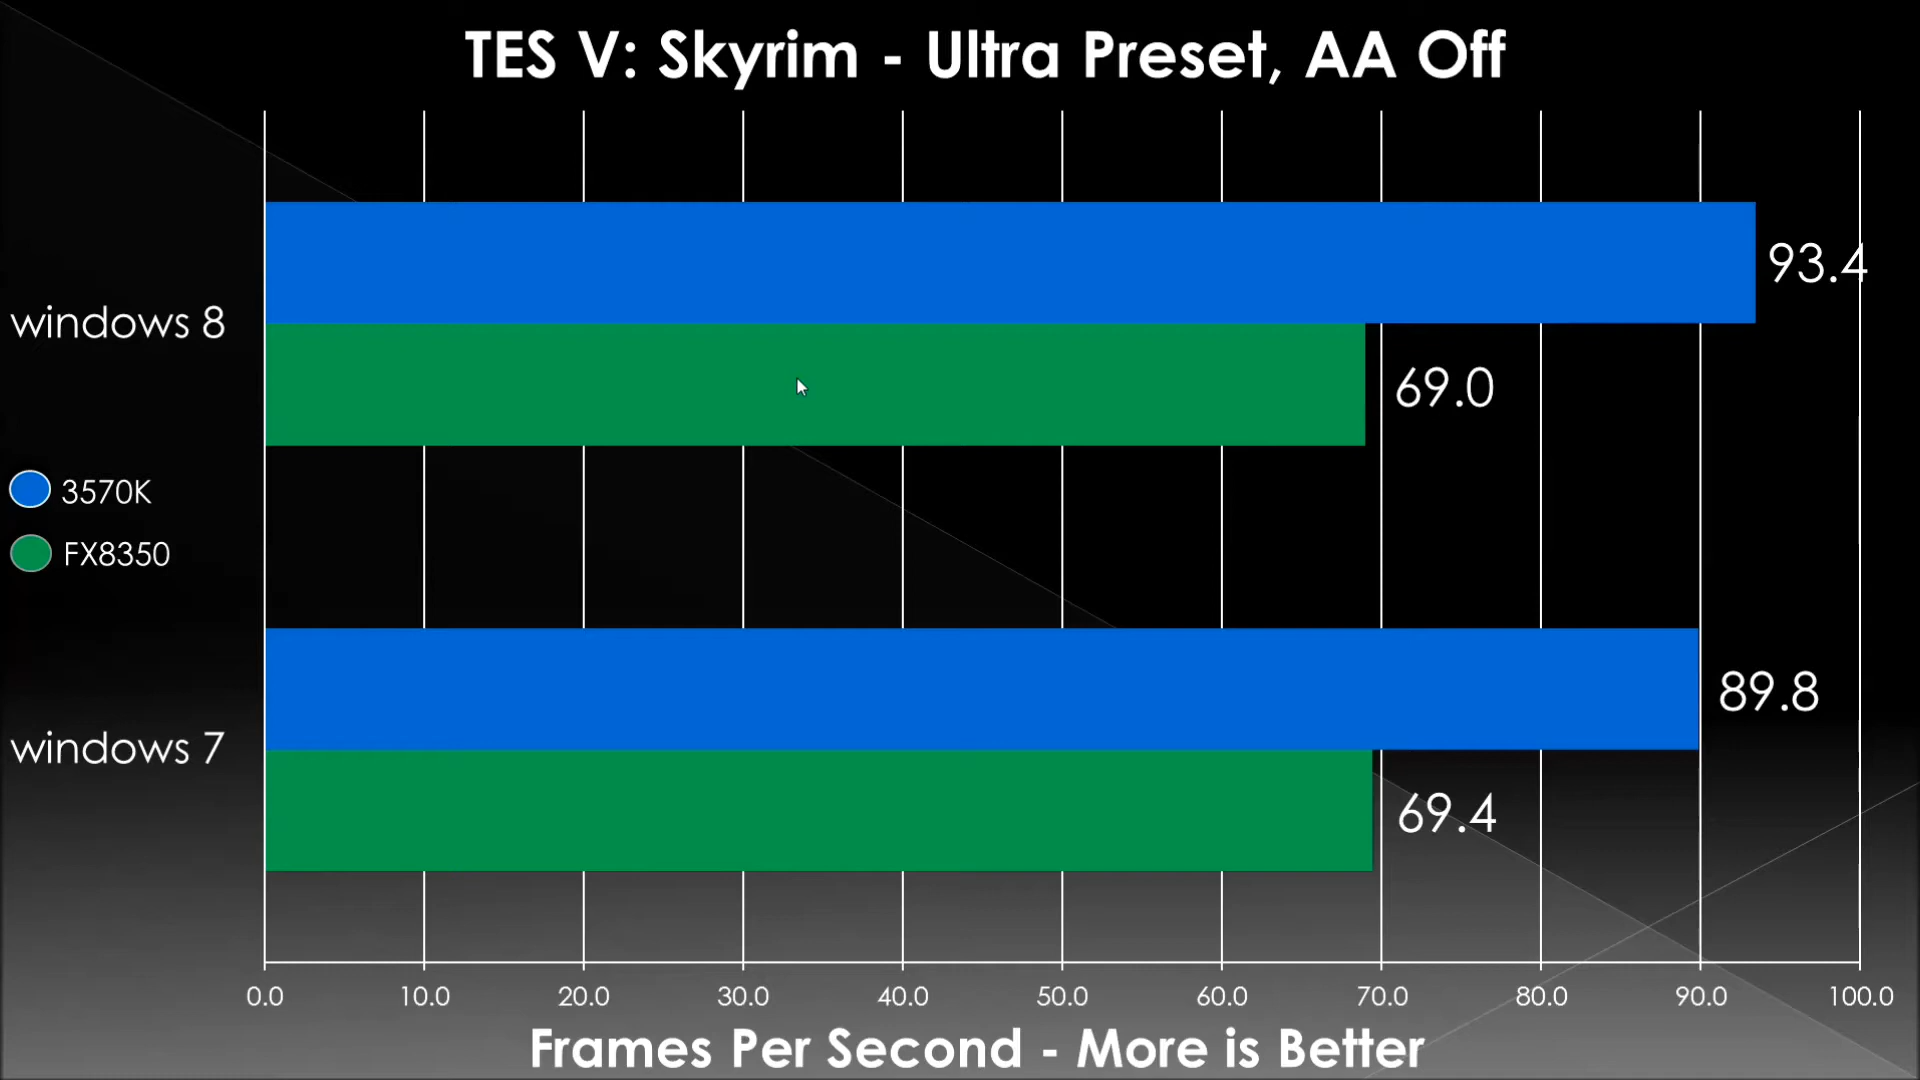 TES V: Skyrim - Ultra Preset, AA Off
93.4
windows 8
69.0
3570K
FX8350
89.8
windows 7
69.4
0.0 10.0 20.0 30.0 40.0 50.0 60.0 70.0 80.0 90.0 100.0
Frames Per Second - More is Better